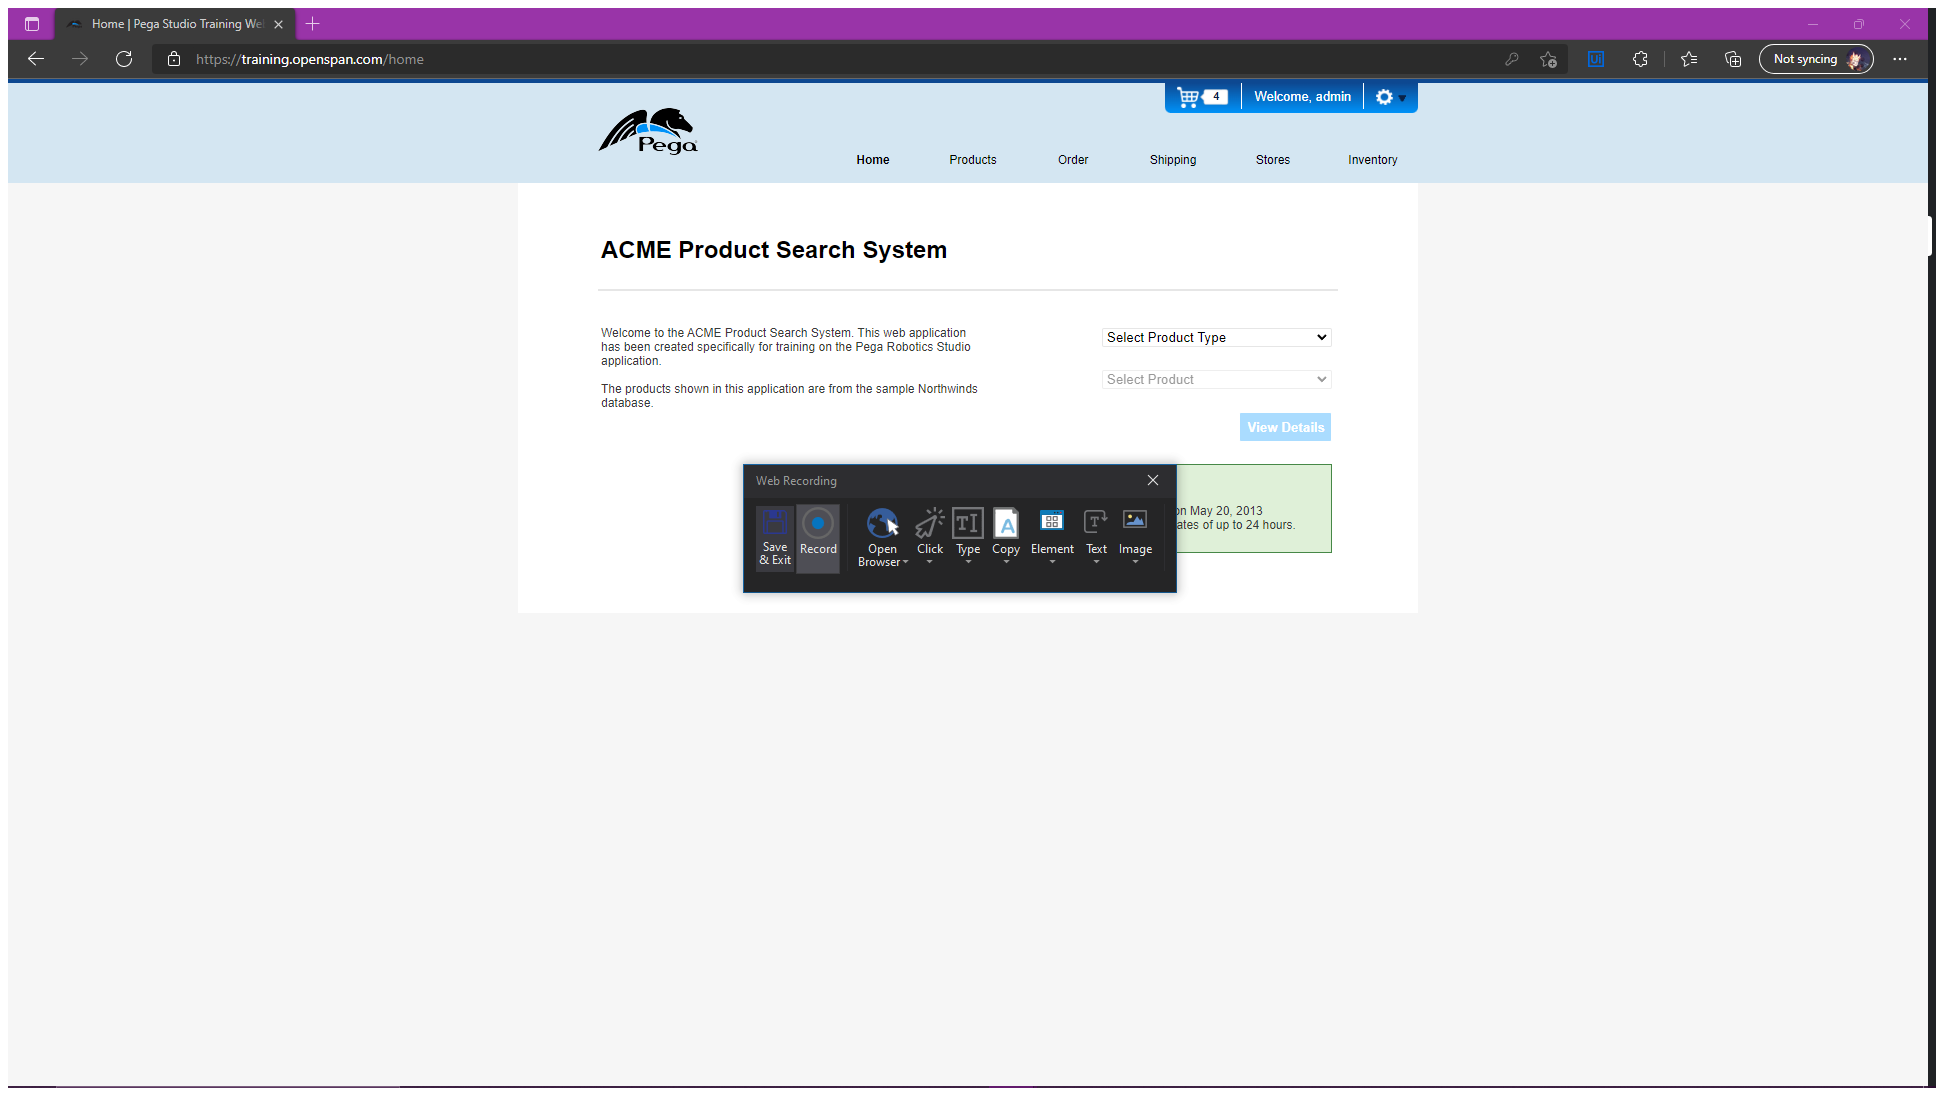 Home | Pega Studio Training We
https://training.openspan.com/home
Not syncing
4
Welcome, admin
Pega
Home
Products
Order
Shipping
Stores
Inventory
ACME Product Search System
Welcome to the ACME Product Search System. This web application
has been created specifically for training on the Pega Robotics Studio
application.
The products shown in this application are from the sample Northwinds
database.
Select Product Type
Select Product
View Details
on May 20, 2013
ates of up to 24 hours.
Web Recording
Save
& Exit
Record
Open
Browser
Click
Type
Copy
Element
Text
Image